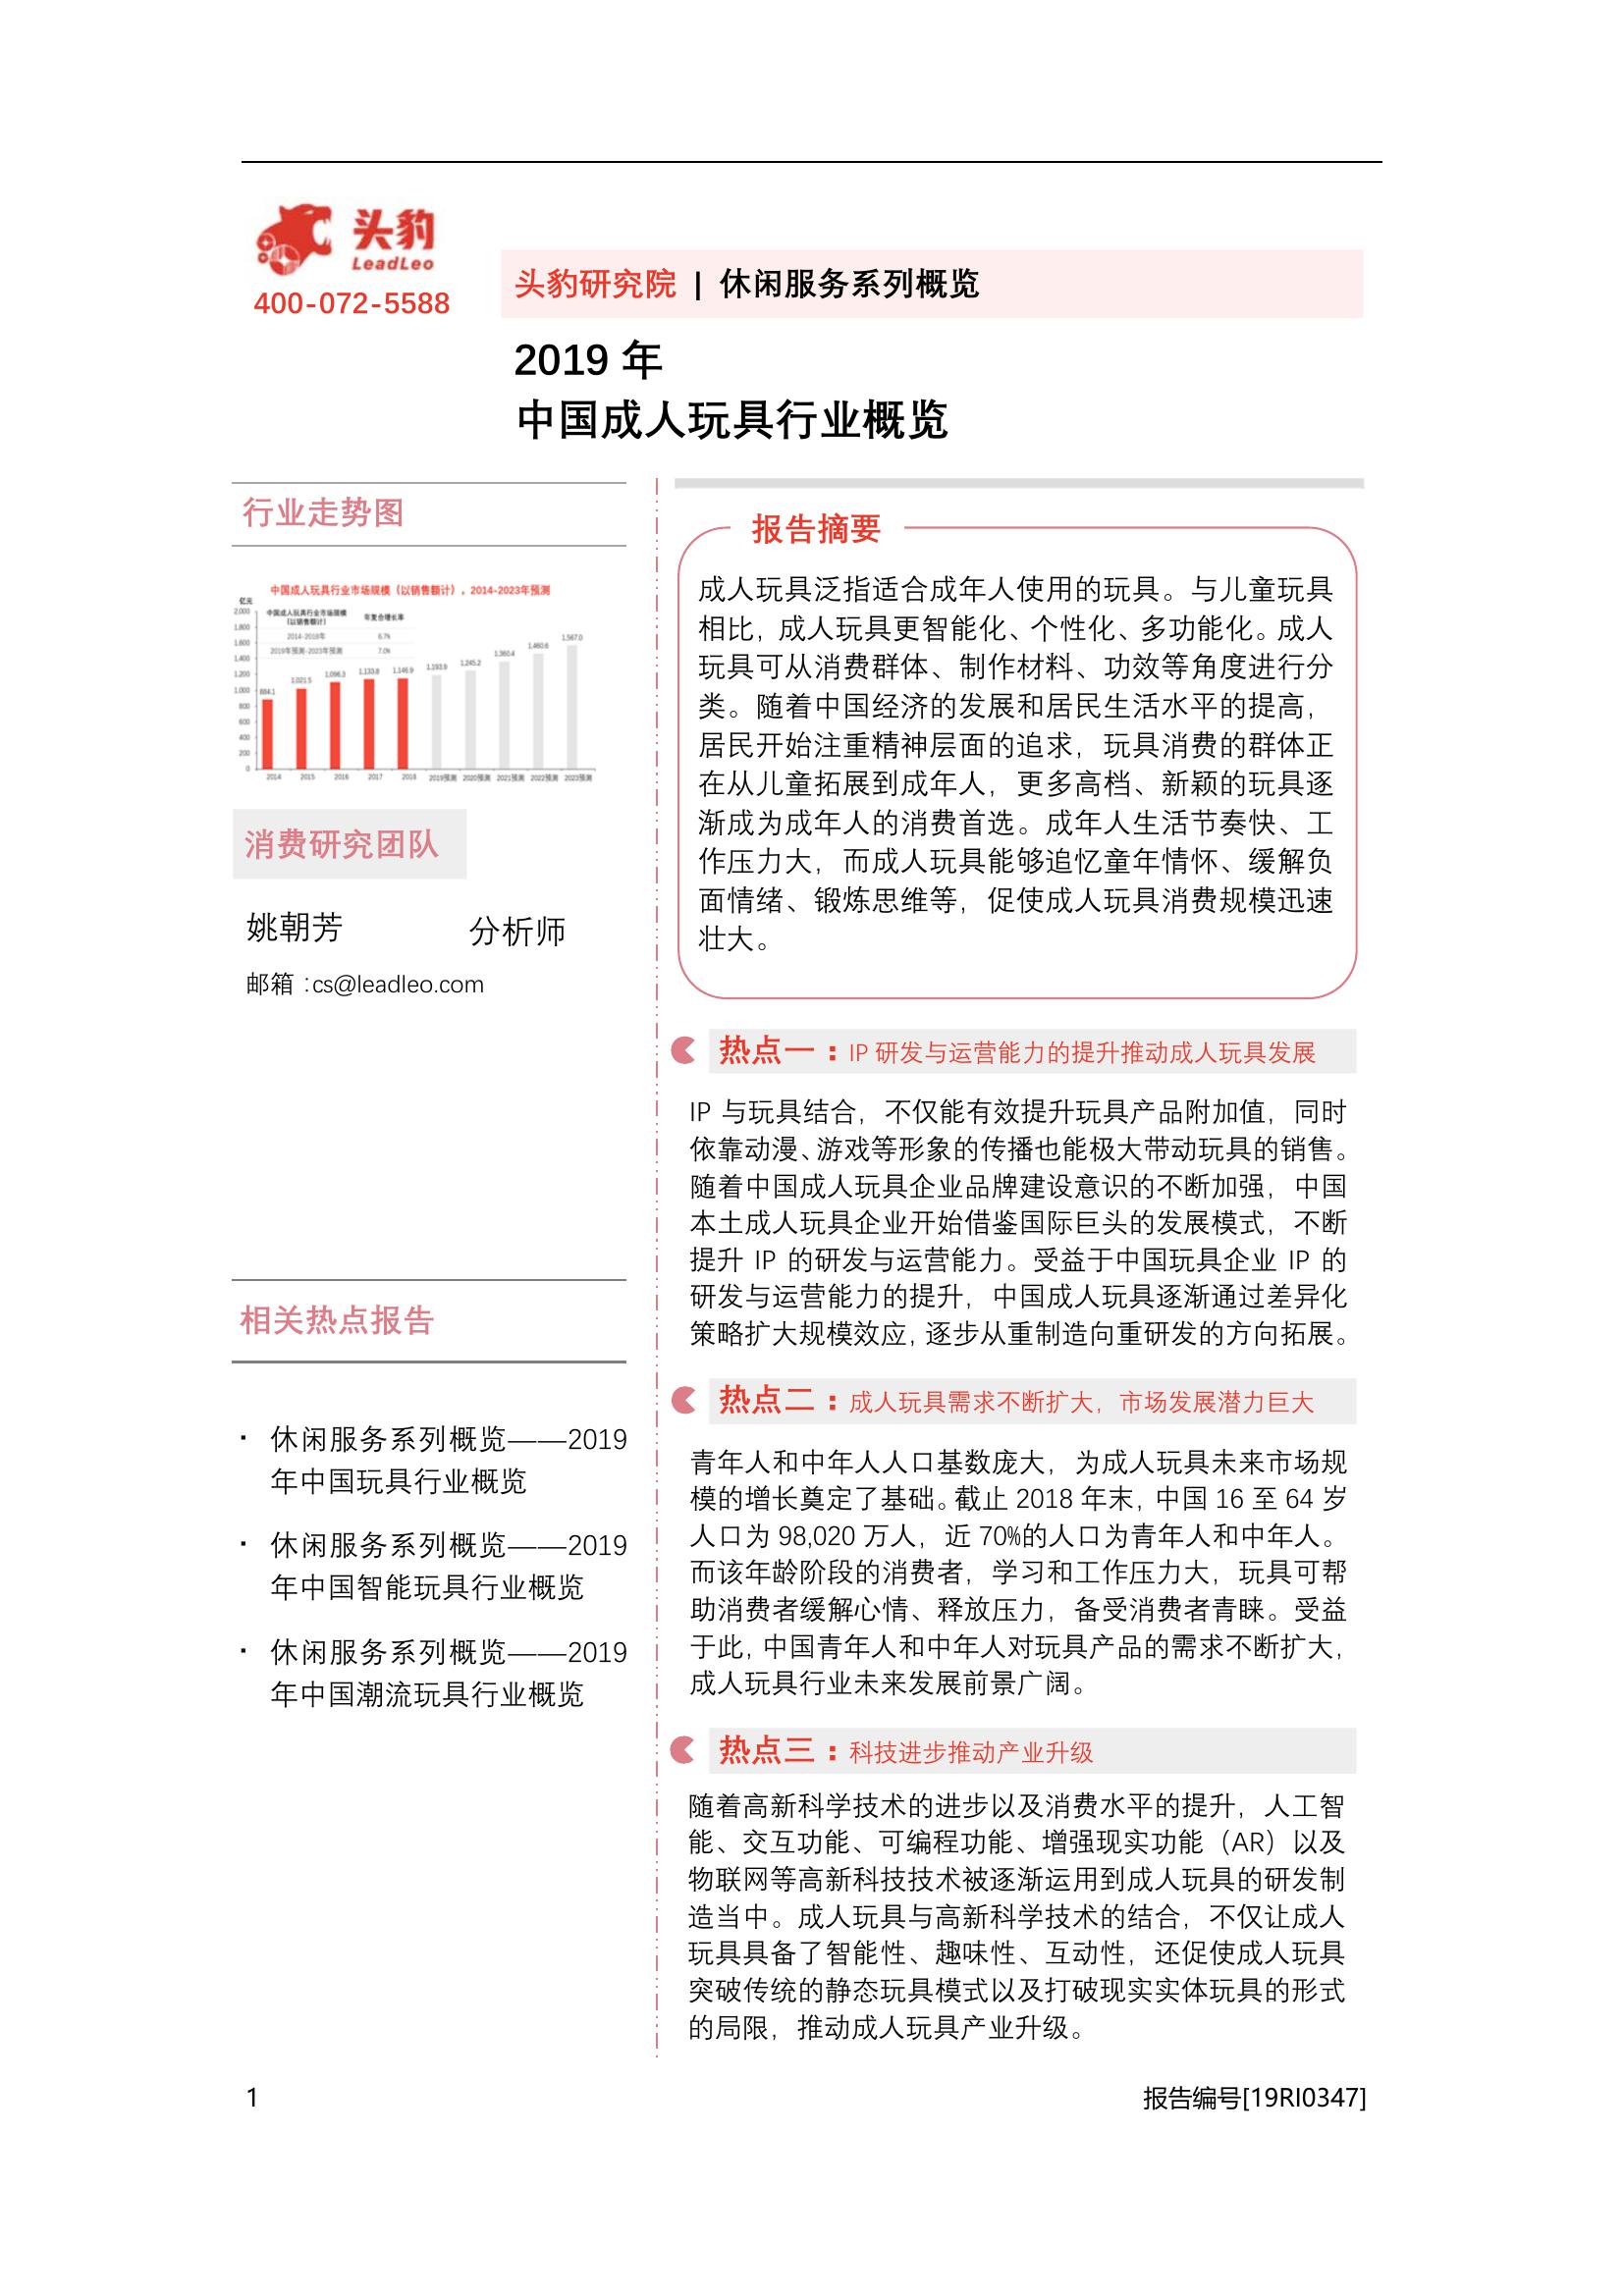 头豹
LeadLeo
400-072-5588
头豹研究院 | 休闲服务系列概览
2019 年
中国成人玩具行业概览
行业走势图
中国成人玩具行业市场规模（以销售额计），2014-2023年预测
亿元
中国成人玩具行业市场规模
（以销售额计）
年复合增长率
2014-2018年 6.7%
2019年预测-2023年预测 7.0%
2,000
1,800
1,600
1,400
1,200
1,000
800
600
400
200
0
884.1
1,021.5
1,096.3
1,133.8
1,146.9
1,193.9
1,245.2
1,360.4
1,460.6
1,567.0
2014 2015 2016 2017 2018 2019预测 2020预测 2021预测 2022预测 2023预测
消费研究团队
姚朝芳 分析师
邮箱 :cs@leadleo.com
相关热点报告
· 休闲服务系列概览——2019
年中国玩具行业概览
· 休闲服务系列概览——2019
年中国智能玩具行业概览
· 休闲服务系列概览——2019
年中国潮流玩具行业概览
报告摘要
成人玩具泛指适合成年人使用的玩具。与儿童玩具
相比，成人玩具更智能化、个性化、多功能化。成人
玩具可从消费群体、制作材料、功效等角度进行分
类。随着中国经济的发展和居民生活水平的提高，
居民开始注重精神层面的追求，玩具消费的群体正
在从儿童拓展到成年人，更多高档、新颖的玩具逐
渐成为成年人的消费首选。成年人生活节奏快、工
作压力大，而成人玩具能够追忆童年情怀、缓解负
面情绪、锻炼思维等，促使成人玩具消费规模迅速
壮大。
热点一：IP 研发与运营能力的提升推动成人玩具发展
IP 与玩具结合，不仅能有效提升玩具产品附加值，同时
依靠动漫、游戏等形象的传播也能极大带动玩具的销售。
随着中国成人玩具企业品牌建设意识的不断加强，中国
本土成人玩具企业开始借鉴国际巨头的发展模式，不断
提升 IP 的研发与运营能力。受益于中国玩具企业 IP 的
研发与运营能力的提升，中国成人玩具逐渐通过差异化
策略扩大规模效应，逐步从重制造向重研发的方向拓展。
热点二：成人玩具需求不断扩大，市场发展潜力巨大
青年人和中年人人口基数庞大，为成人玩具未来市场规
模的增长奠定了基础。截止 2018 年末，中国 16 至 64 岁
人口为 98,020 万人，近 70%的人口为青年人和中年人。
而该年龄阶段的消费者，学习和工作压力大，玩具可帮
助消费者缓解心情、释放压力，备受消费者青睐。受益
于此，中国青年人和中年人对玩具产品的需求不断扩大，
成人玩具行业未来发展前景广阔。
热点三：科技进步推动产业升级
随着高新科学技术的进步以及消费水平的提升，人工智
能、交互功能、可编程功能、增强现实功能（AR）以及
物联网等高新科技技术被逐渐运用到成人玩具的研发制
造当中。成人玩具与高新科学技术的结合，不仅让成人
玩具具备了智能性、趣味性、互动性，还促使成人玩具
突破传统的静态玩具模式以及打破现实实体玩具的形式
的局限，推动成人玩具产业升级。
1
报告编号[19RI0347]